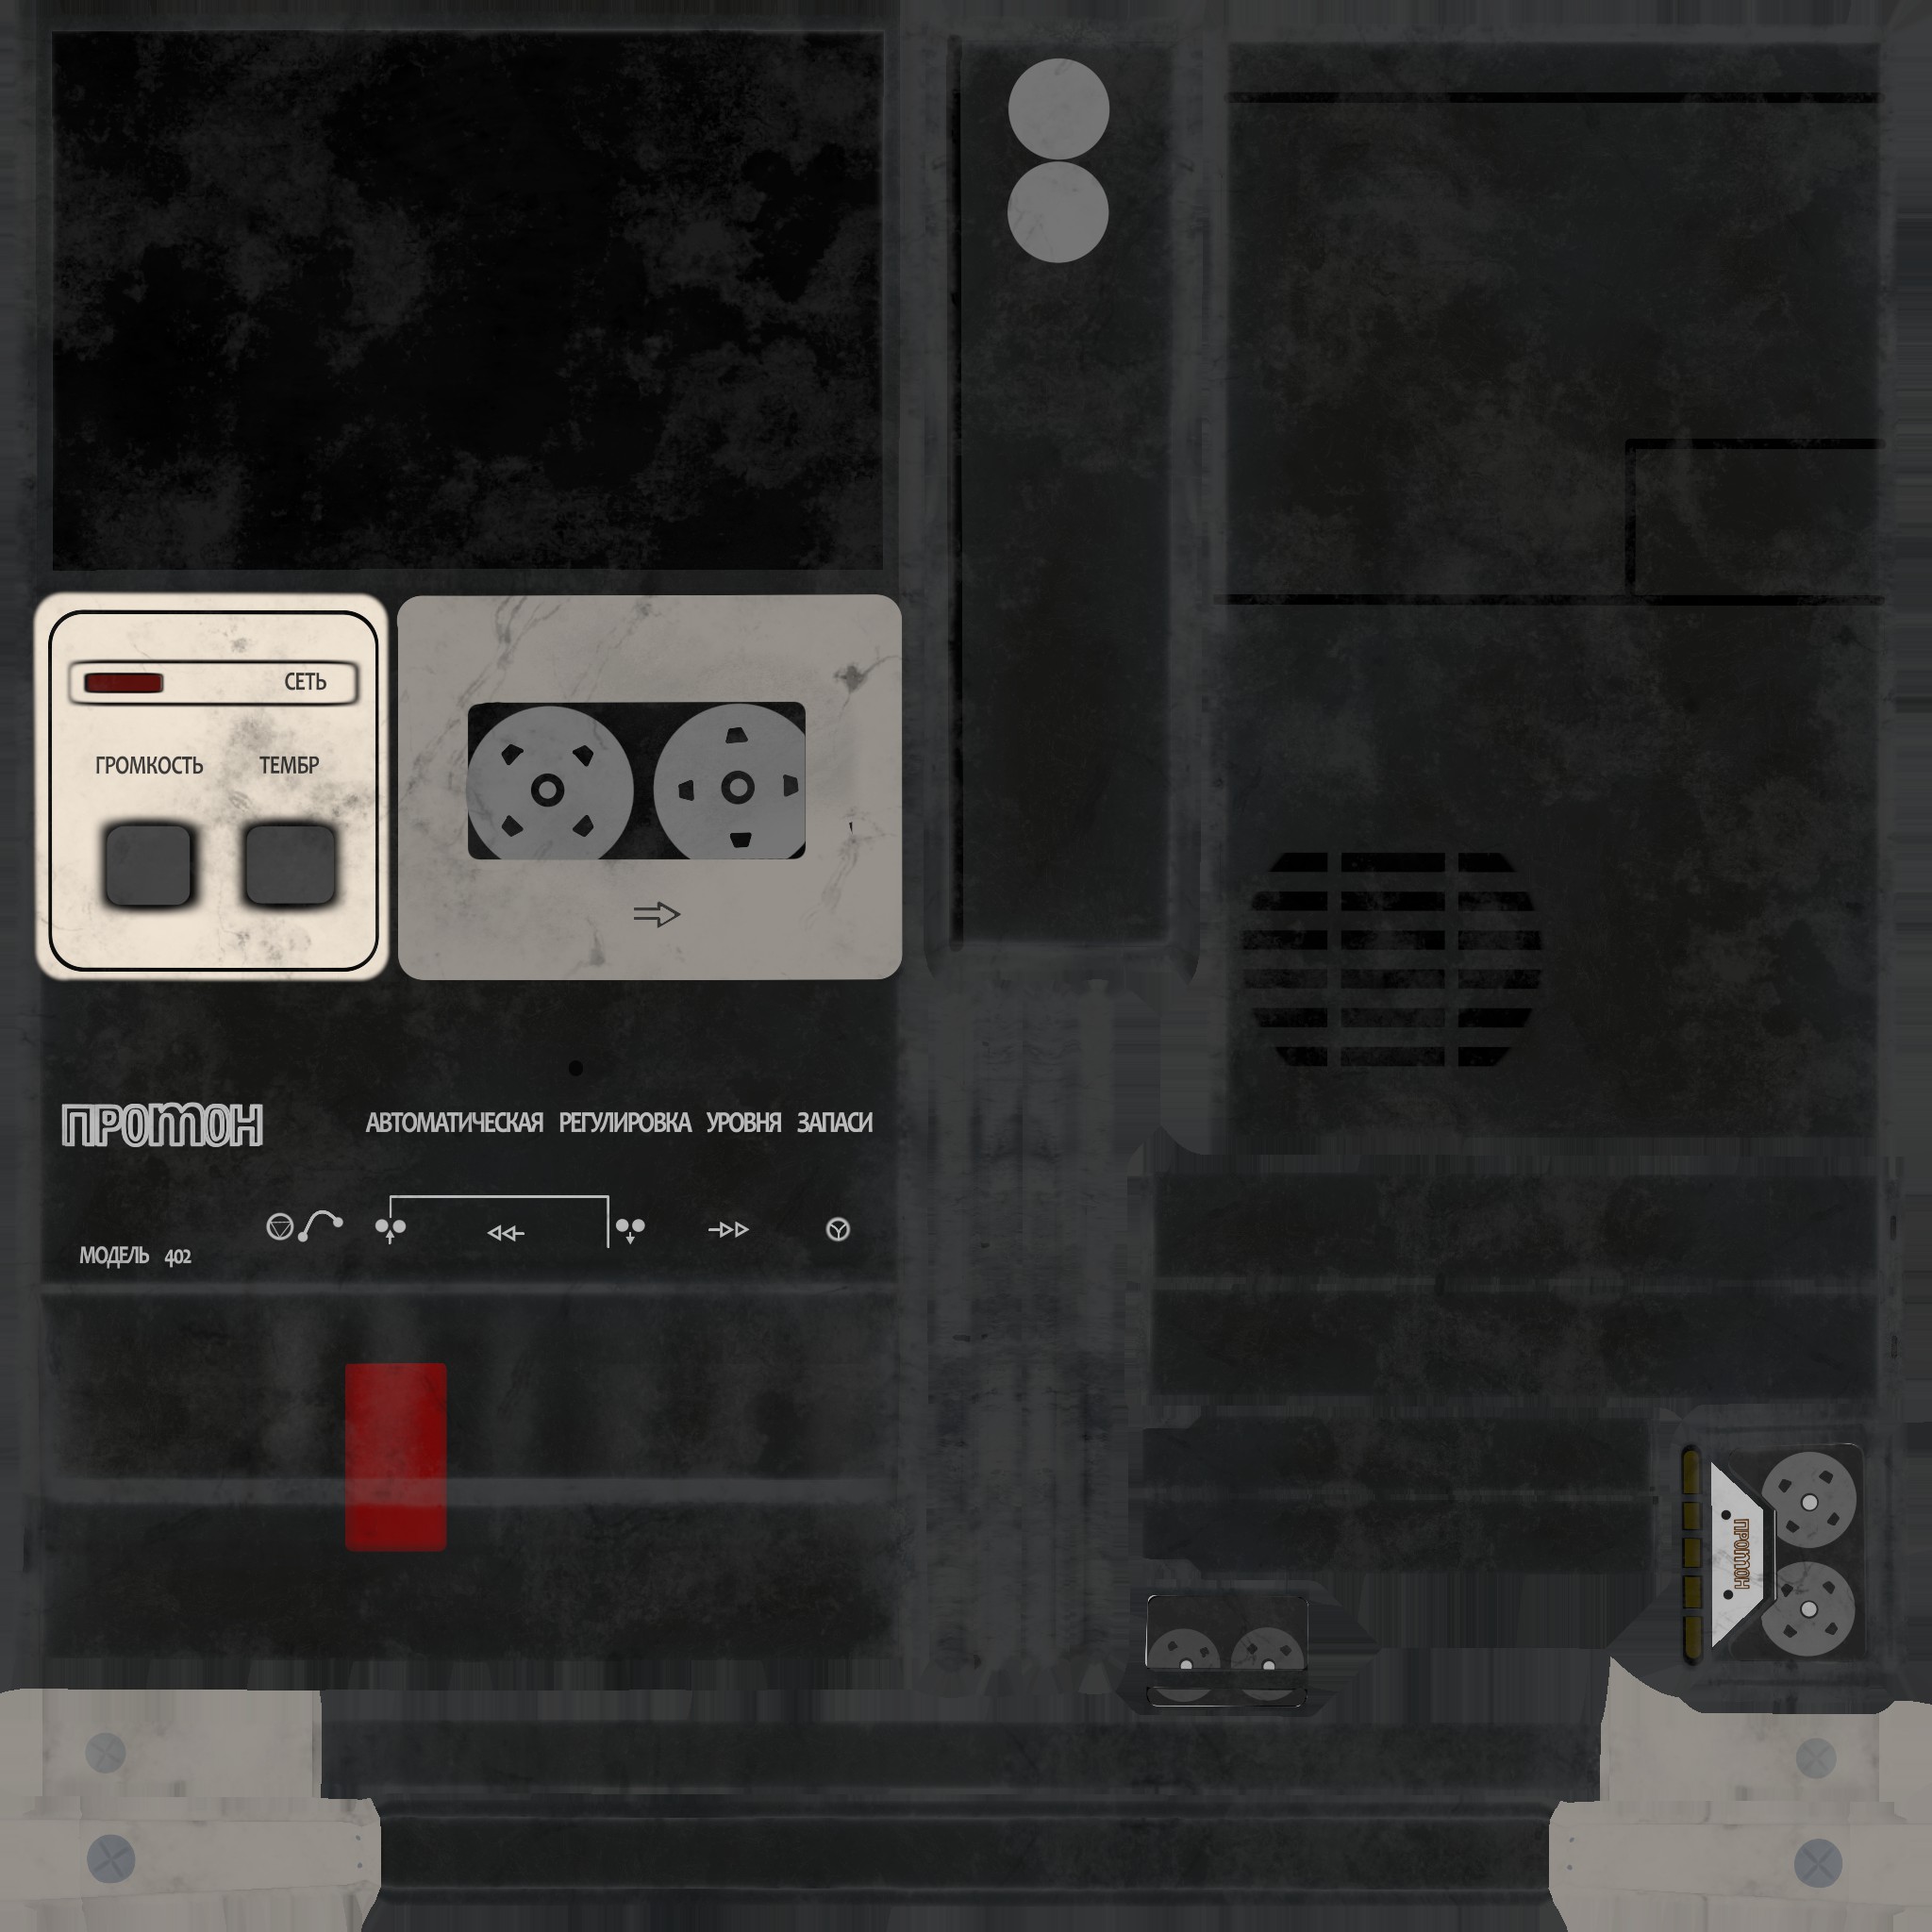 СЕТЬ
ГРОМКОСТЬ ТЕМБР
ПРОТОН
АВТОМАТИЧЕСКАЯ РЕГУЛИРОВКА УРОВНЯ ЗАПАСИ
МОДЕЛЬ 402
ПРОТОН